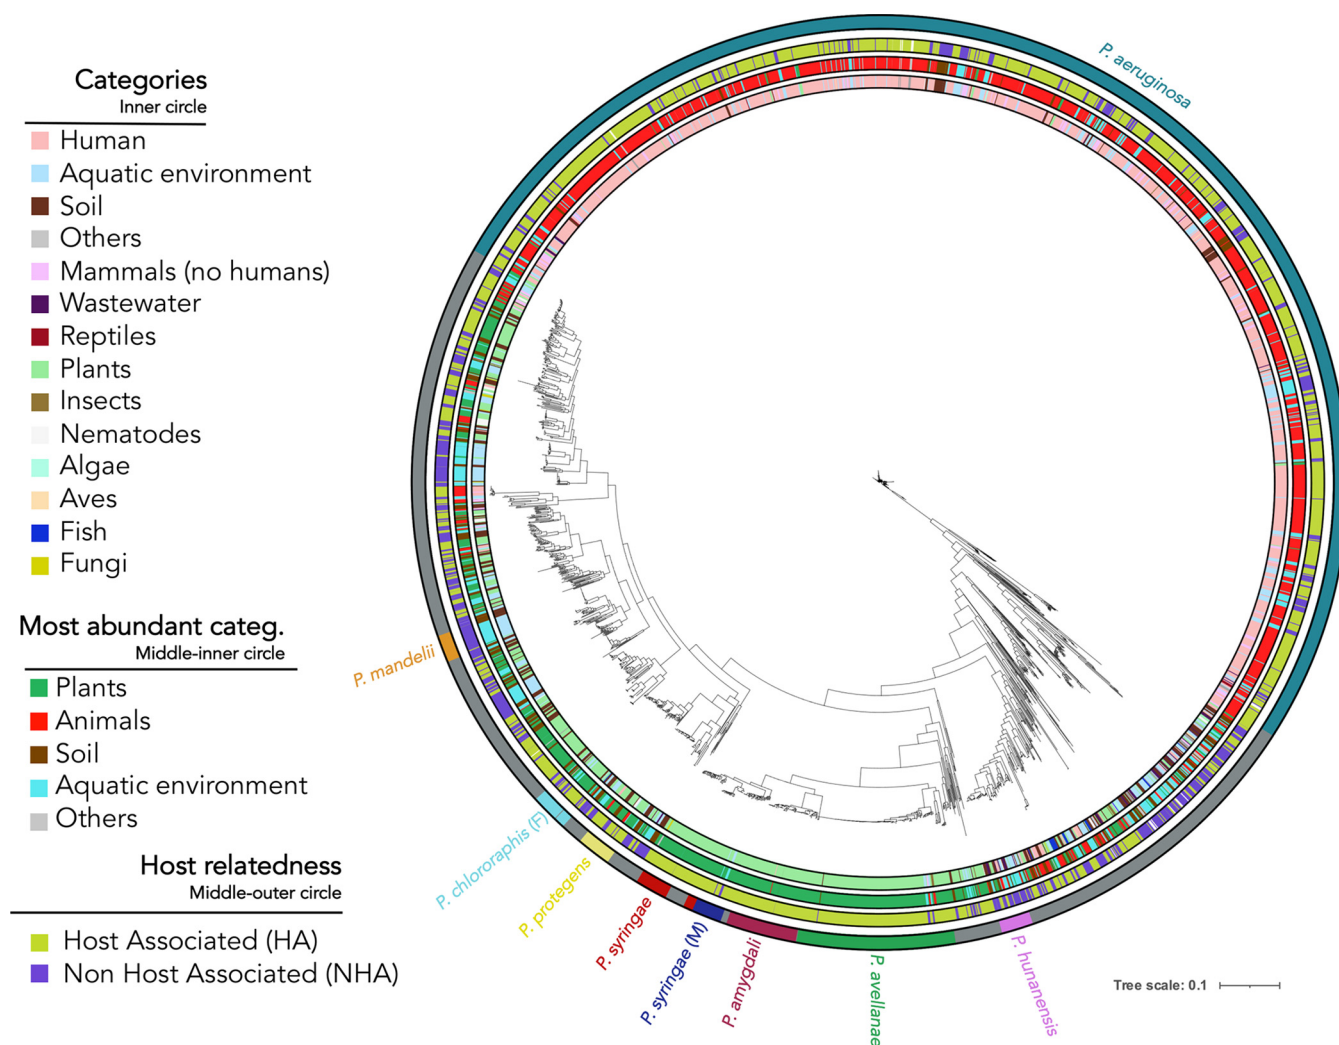 Categories
Inner circle
Human
Aquatic environment
Soil
Others
Mammals (no humans)
Wastewater
Reptiles
Plants
Insects
Nematodes
Algae
Aves
Fish
Fungi
Most abundant categ.
Middle-inner circle
Plants
Animals
Soil
Aquatic environment
Others
Host relatedness
Middle-outer circle
Host Associated (HA)
Non Host Associated (NHA)
P. aeruginosa
P. mandelii
P. chlororaphis (F)
P. protegens
P. syringae
P. syringae (M)
P. amygdali
P. avellanae
P. hunanensis
Tree scale: 0.1